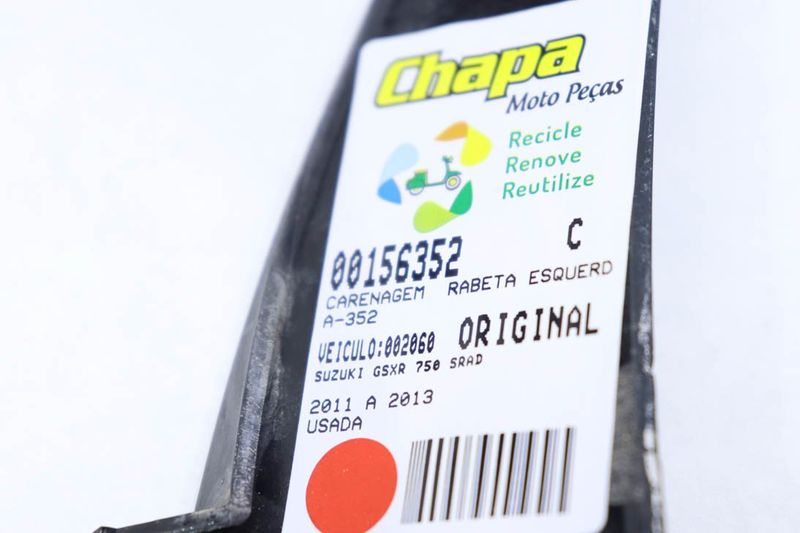 Chapa
Moto Peças
Recicle
Renove
Reutilize
00156352 C
CARENAGEM RABETA ESQUERD
A-352
VEICULO:002060 ORIGINAL
SUZUKI GSXR 750 SRAD
2011 A 2013
USADA